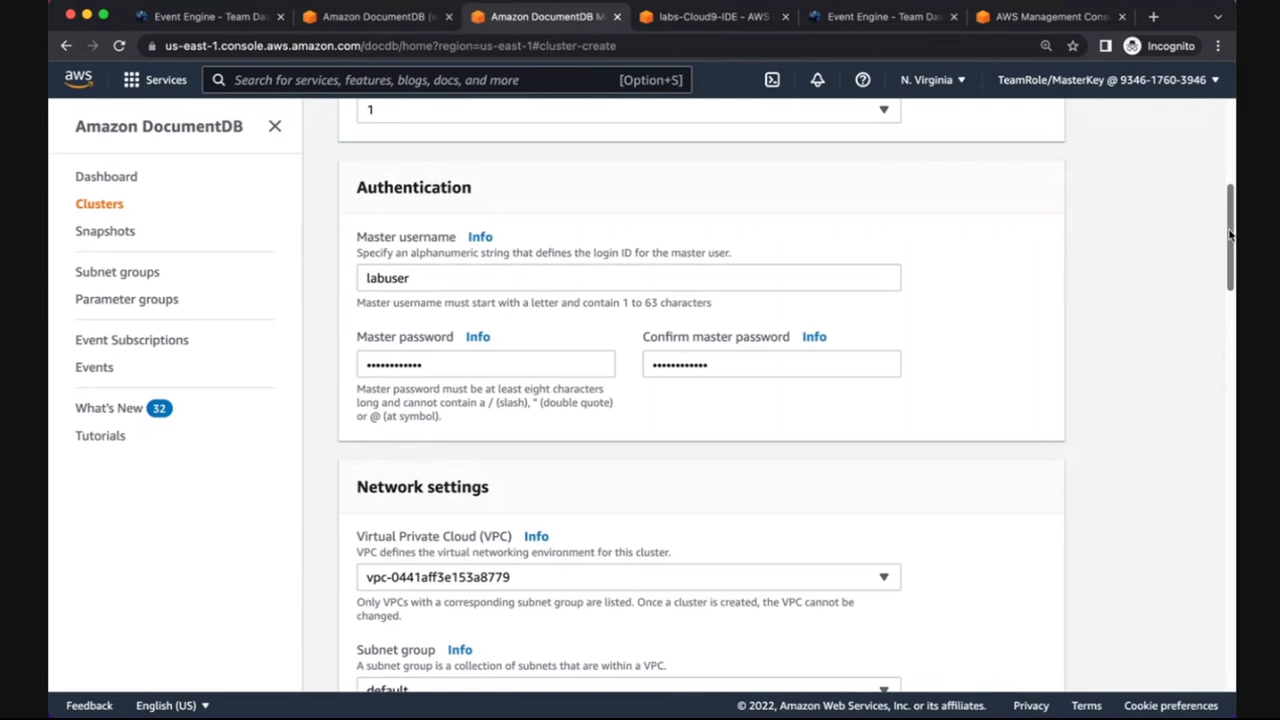 Event Engine - Team Da
Amazon DocumentDB (w
Amazon DocumentDB M
labs-Cloud9-IDE - AWS
Event Engine - Team Das
AWS Management Cons
us-east-1.console.aws.amazon.com/docdb/home?region=us-east-1#cluster-create
Incognito
aws
Services
Search for services, features, blogs, docs, and more
[Option+S]
N. Virginia
TeamRole/MasterKey @ 9346-1760-3946
Amazon DocumentDB
Dashboard
Clusters
Snapshots
Subnet groups
Parameter groups
Event Subscriptions
Events
What's New 32
Tutorials
1
Authentication
Master username Info
Specify an alphanumeric string that defines the login ID for the master user.
labuser
Master username must start with a letter and contain 1 to 63 characters
Master password Info
Confirm master password Info
••••••••••••
••••••••••••
Master password must be at least eight characters
long and cannot contain a / (slash), " (double quote)
or @ (at symbol).
Network settings
Virtual Private Cloud (VPC) Info
VPC defines the virtual networking environment for this cluster.
vpc-0441aff3e153a8779
Only VPCs with a corresponding subnet group are listed. Once a cluster is created, the VPC cannot be
changed.
Subnet group Info
A subnet group is a collection of subnets that are within a VPC.
default
Feedback
English (US)
© 2022, Amazon Web Services, Inc. or its affiliates.
Privacy
Terms
Cookie preferences